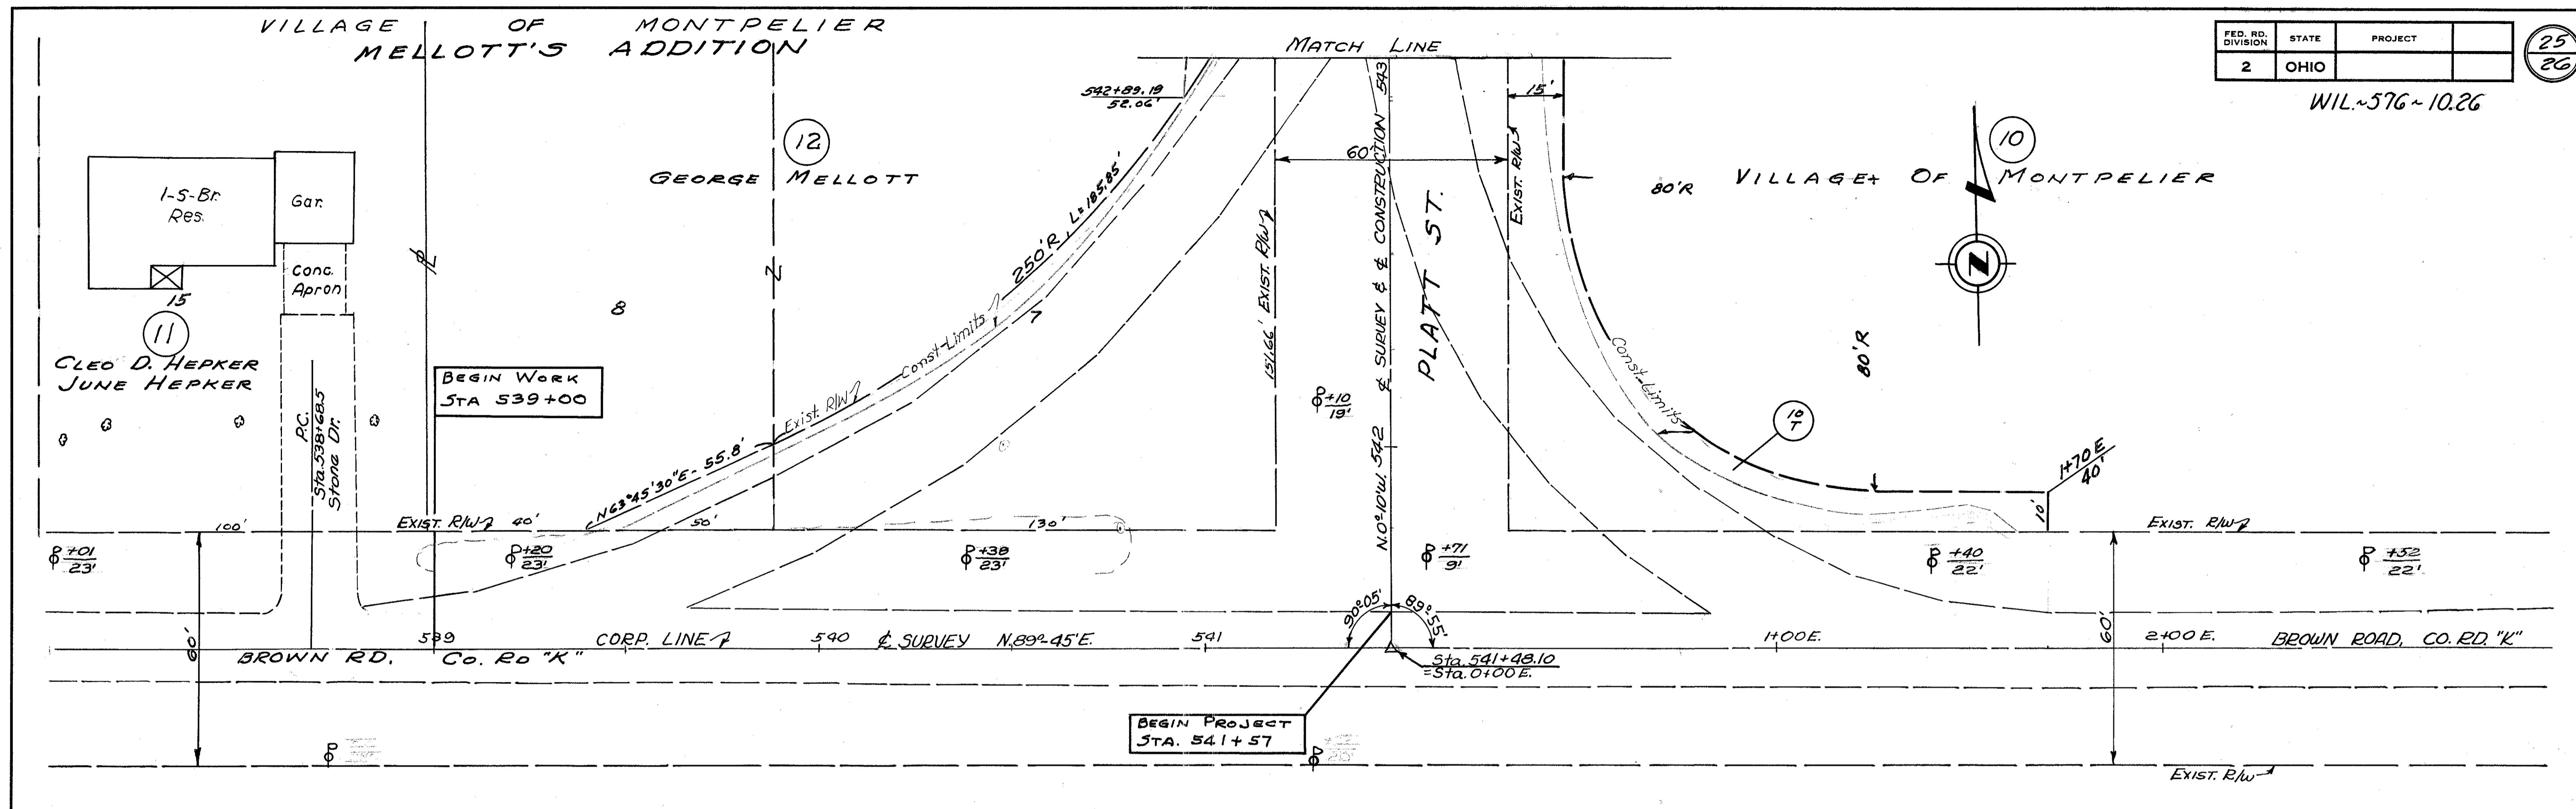 VILLAGE OF MONTPELIER
MELLOTT'S ADDITION
MATCH LINE
FED. RD. DIVISION STATE PROJECT
2 OHIO
25
26
WIL.~576~10.26
542+89.19
52.06'
15'
10
12
1-S-Br.
Res.
Gar.
GEORGE MELLOTT
60'
EXIST. R/W
80'R
VILLAGE OF MONTPELIER
N
Conc.
Apron
15
11
CLEO D. HEPKER
JUNE HEPKER
8
7
250'R, L=185.85'
Const-Limits
Exist. R/W
N63°45'30"E - 55.8'
151.66' EXIST. R/W
543
℄ SURVEY & ℄ CONSTRUCTION
542
N.0°-10'W.
PLATT ST.
Const-Limits
80'R
10
T
1+70 E
40'
10'
BEGIN WORK
STA 539+00
P.C.
Sta. 538+68.5
Stone Dr.
+10
19'
100'
EXIST. R/W 40'
50'
130'
EXIST. R/W
+01
23'
+20
23'
+38
23'
+71
9'
+40
22'
+52
22'
90°-05'
89°-55'
60'
539
CORP. LINE
540
℄ SURVEY N.89°-45'E.
541
1+00E.
60'
2+00 E.
BROWN ROAD, CO. RD. "K"
BROWN RD. CO. RD "K"
Sta. 541+48.10
=Sta. 0+00 E.
BEGIN PROJECT
STA. 541+57
EXIST. R/W